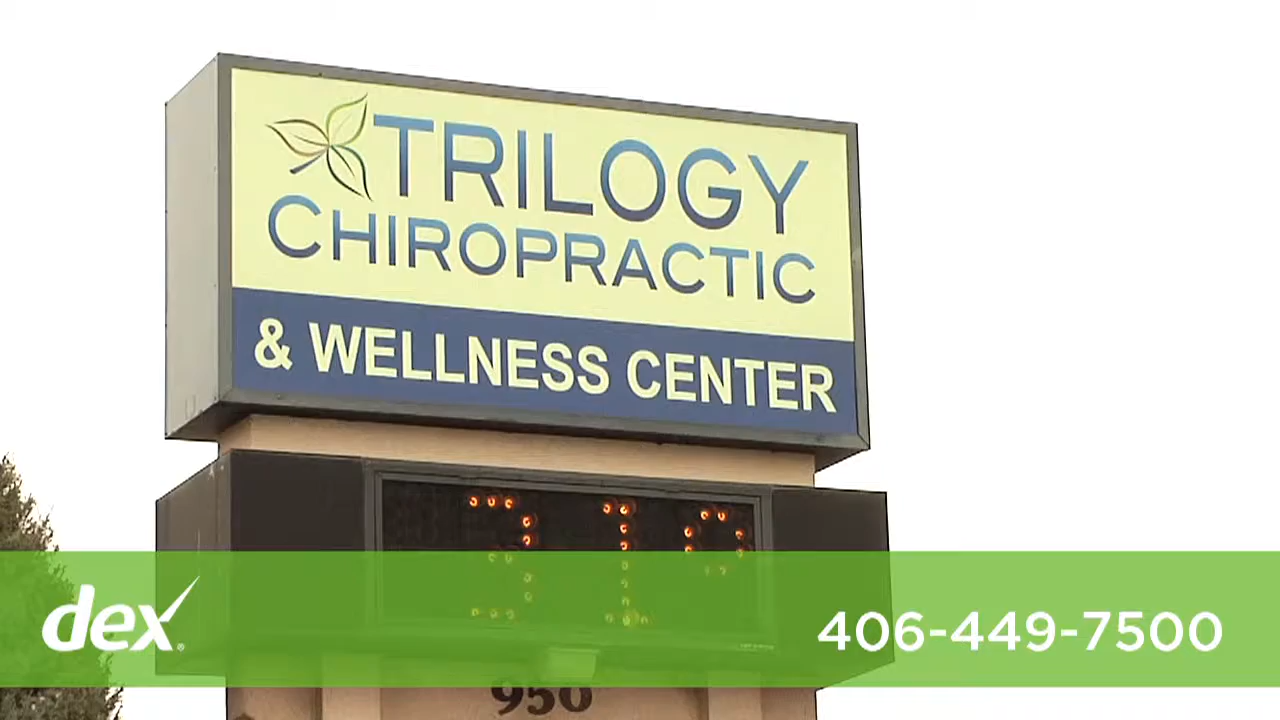 TRILOGY
CHIROPRACTIC
& WELLNESS CENTER
dex
406-449-7500
950